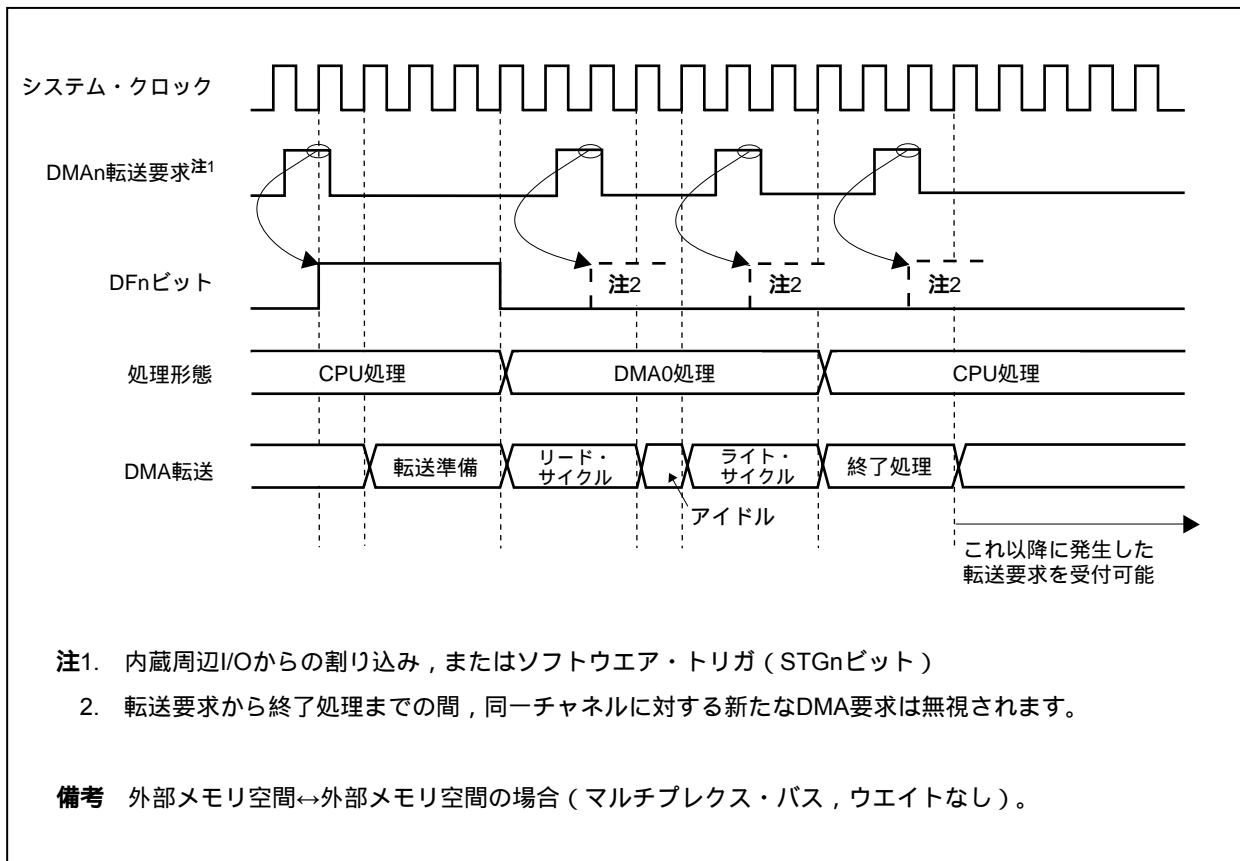 システム・クロック
DMAn転送要求注1
DFnビット
注2
注2
注2
処理形態
CPU処理
DMA0処理
CPU処理
DMA転送
転送準備
リード・
サイクル
ライト・
サイクル
終了処理
アイドル
これ以降に発生した
転送要求を受付可能
注1. 内蔵周辺I/Oからの割り込み，またはソフトウエア・トリガ（STGnビット）
2. 転送要求から終了処理までの間，同一チャネルに対する新たなDMA要求は無視されます。
備考 外部メモリ空間↔外部メモリ空間の場合（マルチプレクス・バス，ウエイトなし）。